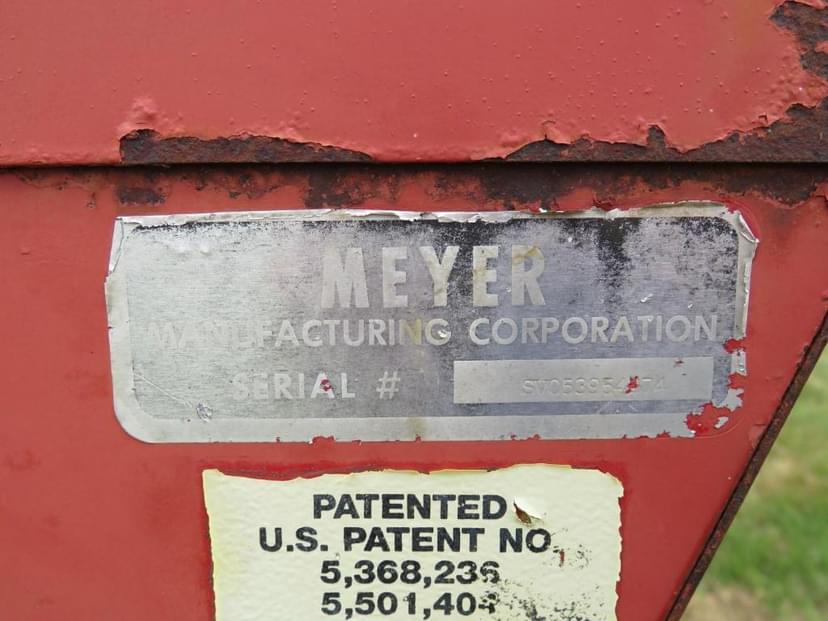 MEYER
MANUFACTURING CORPORATION
SERIAL #
PATENTED
U.S. PATENT NO
5,368,236
5,501,404